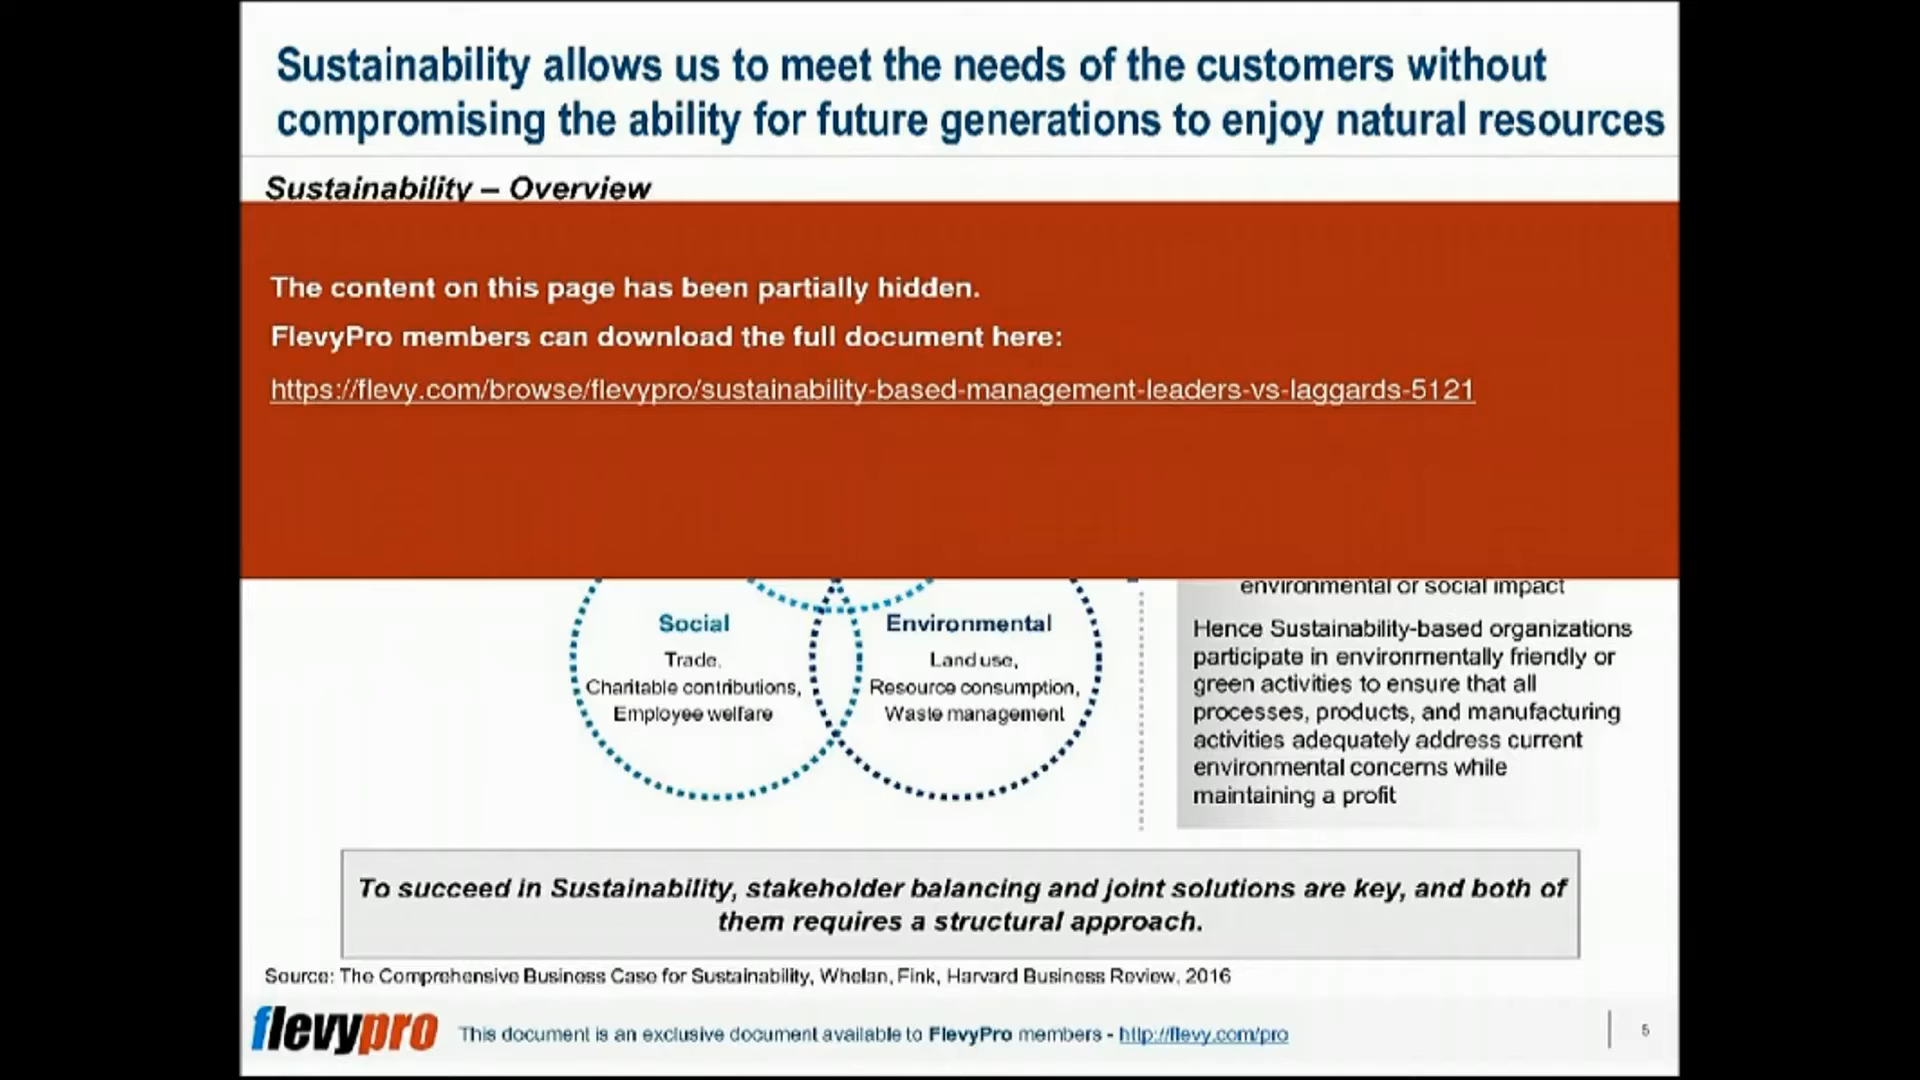 Sustainability allows us to meet the needs of the customers without
compromising the ability for future generations to enjoy natural resources
Sustainability – Overview
The content on this page has been partially hidden.
FlevyPro members can download the full document here:
https://flevy.com/browse/flevypro/sustainability-based-management-leaders-vs-laggards-5121
Social
Trade,
Charitable contributions,
Employee welfare
Environmental
Land use,
Resource consumption,
Waste management
environmental or social impact
Hence Sustainability-based organizations
participate in environmentally friendly or
green activities to ensure that all
processes, products, and manufacturing
activities adequately address current
environmental concerns while
maintaining a profit
To succeed in Sustainability, stakeholder balancing and joint solutions are key, and both of
them requires a structural approach.
Source: The Comprehensive Business Case for Sustainability, Whelan, Fink, Harvard Business Review, 2016
flevypro
This document is an exclusive document available to FlevyPro members - http://flevy.com/pro
5